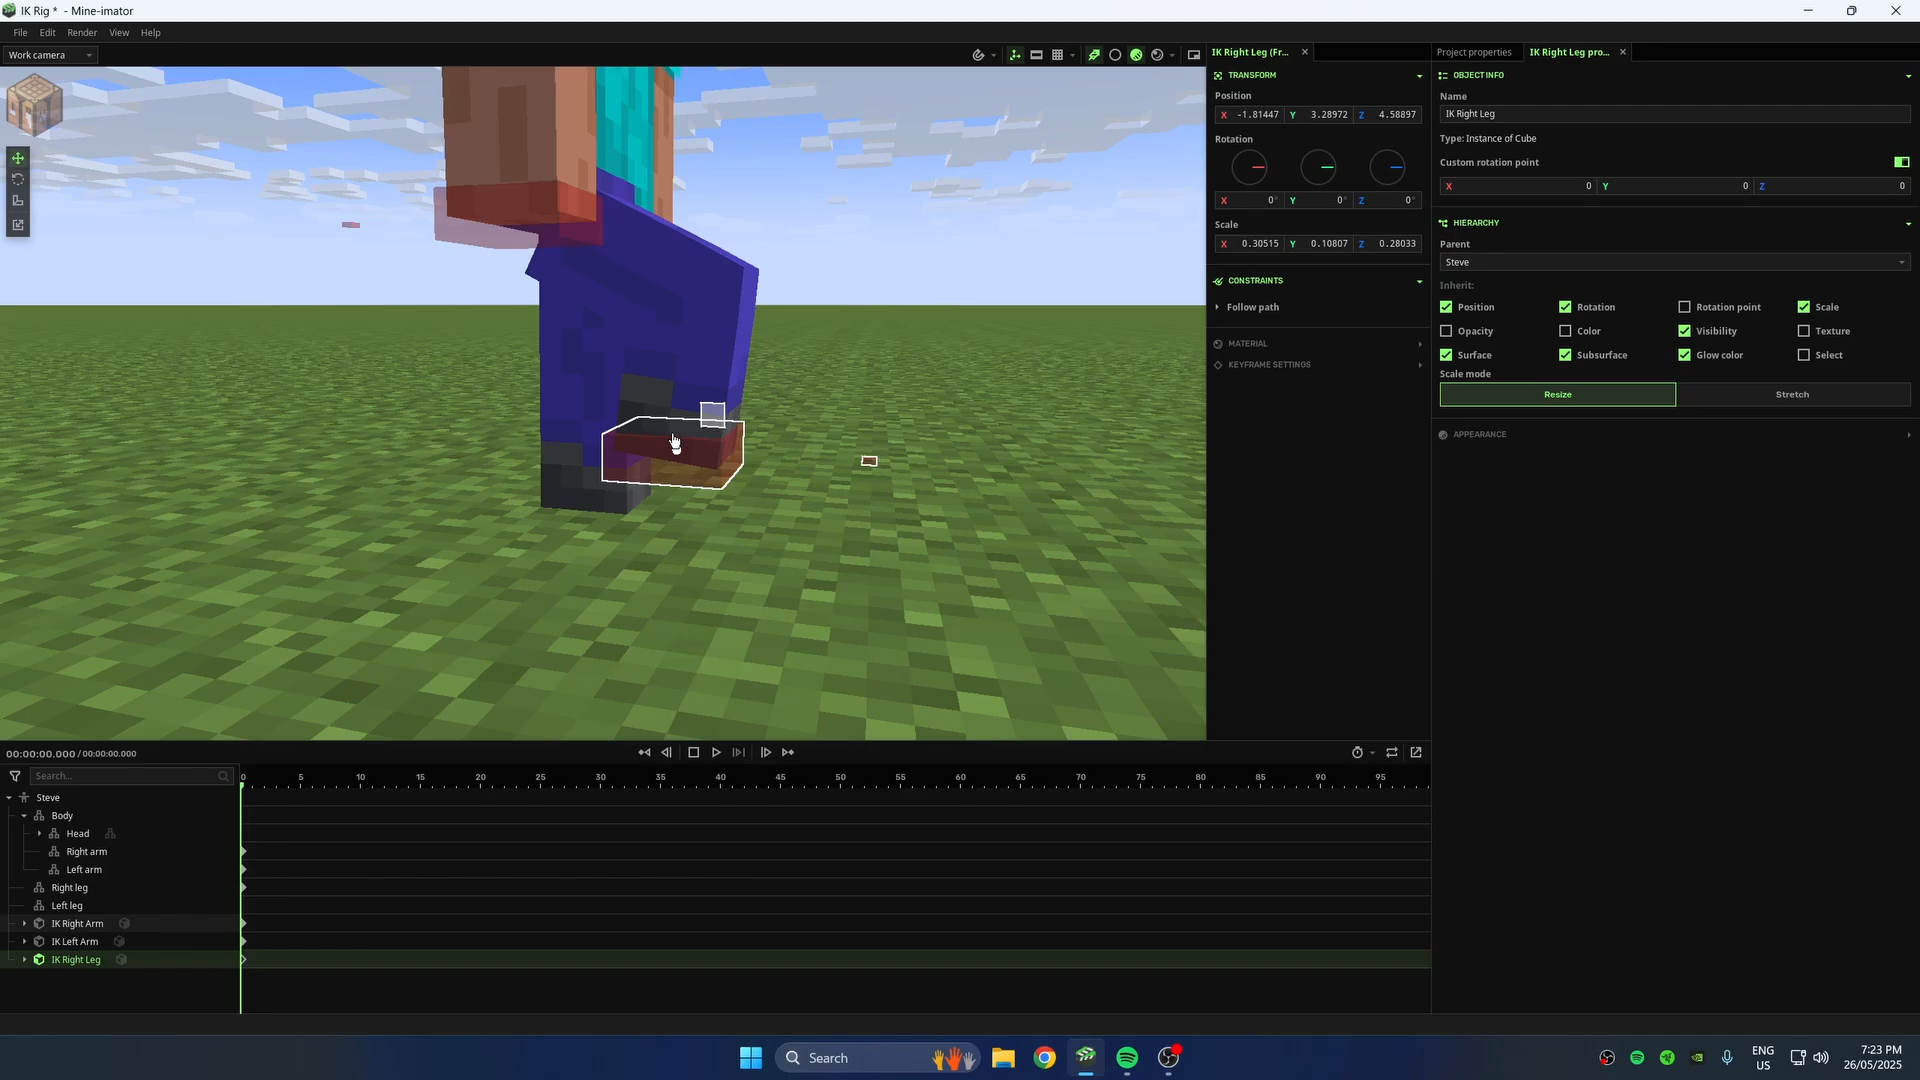 IK Rig * - Mine-imator
File Edit Render View Help
Work camera
IK Right Leg (Fr...
TRANSFORM
Position
X -1.81447 Y 3.28972 Z 4.58897
Rotation
X 0° Y 0° Z 0°
Scale
X 0.30515 Y 0.10807 Z 0.28033
CONSTRAINTS
Follow path
MATERIAL
KEYFRAME SETTINGS
Project properties IK Right Leg pro...
OBJECT INFO
Name
IK Right Leg
Type: Instance of Cube
Custom rotation point
X 0 Y 0 Z 0
HIERARCHY
Parent
Steve
Inherit:
Position Rotation Rotation point Scale
Opacity Color Visibility Texture
Surface Subsurface Glow color Select
Scale mode
Resize Stretch
APPEARANCE
00:00:00.000 / 00:00:00.000
Search...
0 5 10 15 20 25 30 35 40 45 50 55 60 65 70 75 80 85 90 95
Steve
Body
Head
Right arm
Left arm
Right leg
Left leg
IK Right Arm
IK Left Arm
IK Right Leg
Search
ENG
US
7:23 PM
26/05/2025